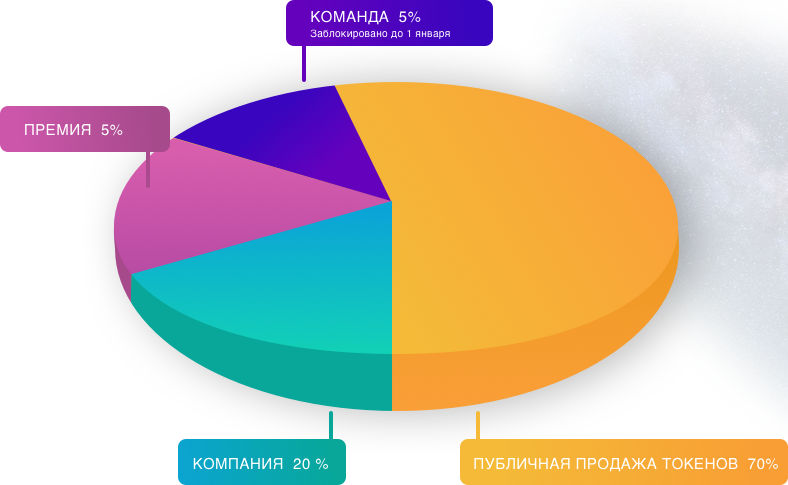 КОМАНДА 5%
Заблокировано до 1 января
ПРЕМИЯ 5%
КОМПАНИЯ 20 %
ПУБЛИЧНАЯ ПРОДАЖА ТОКЕНОВ 70%